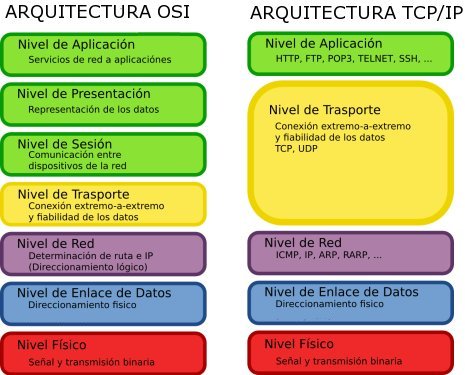 ARQUITECTURA OSI
Nivel de Aplicación
Servicios de red a aplicaciónes
Nivel de Presentación
Representación de los datos
Nivel de Sesión
Comunicación entre
dispositivos de la red
Nivel de Trasporte
Conexión extremo-a-extremo
y fiabilidad de los datos
Nivel de Red
Determinación de ruta e IP
(Direccionamiento lógico)
Nivel de Enlace de Datos
Direccionamiento fisico
Nivel Físico
Señal y transmisión binaria
ARQUITECTURA TCP/IP
Nivel de Aplicación
HTTP, FTP, POP3, TELNET, SSH, ...
Nivel de Trasporte
Conexión extremo-a-extremo
y fiabilidad de los datos
TCP, UDP
Nivel de Red
ICMP, IP, ARP, RARP, ...
Nivel de Enlace de Datos
Direccionamiento fisico
Nivel Físico
Señal y transmisión binaria